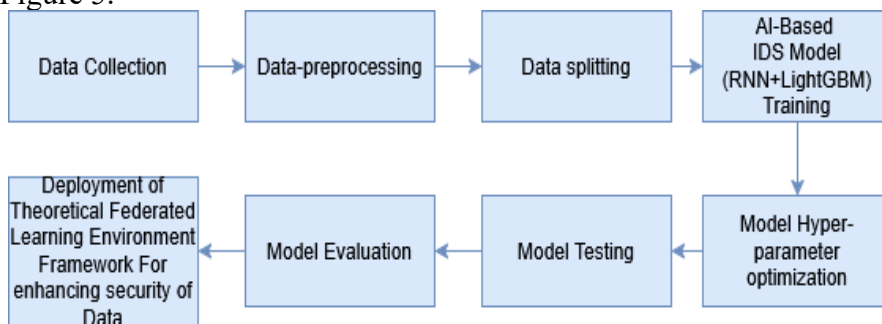 Figure 3.
Data Collection
Data-preprocessing
Data splitting
AI-Based
IDS Model
(RNN+LightGBM)
Training
Deployment of
Theoretical Federated
Learning Environment
Framework For
enhancing security of
Data
Model Evaluation
Model Testing
Model Hyper-
parameter
optimization